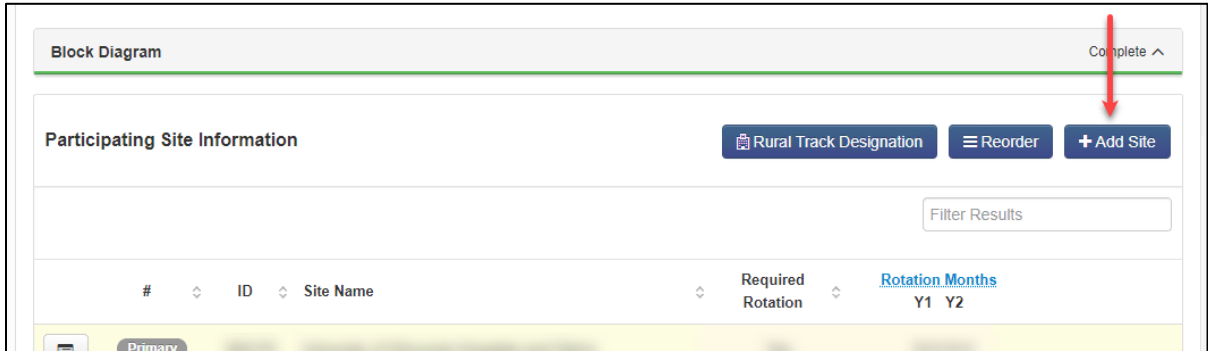 Block Diagram Complete
Participating Site Information Rural Track Designation Reorder + Add Site
Filter Results
# ID Site Name Required Rotation Rotation Months
Y1 Y2
Primary